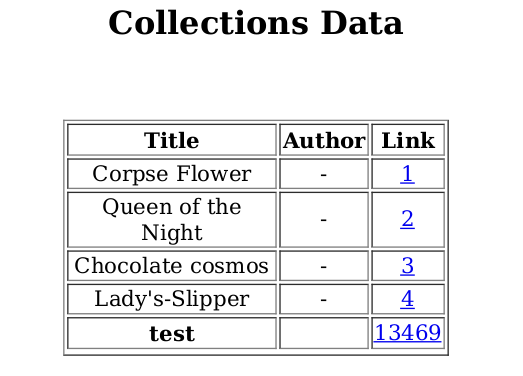 Collections Data
Title Author Link
Corpse Flower - 1
Queen of the
Night - 2
Chocolate cosmos - 3
Lady's-Slipper - 4
test 13469